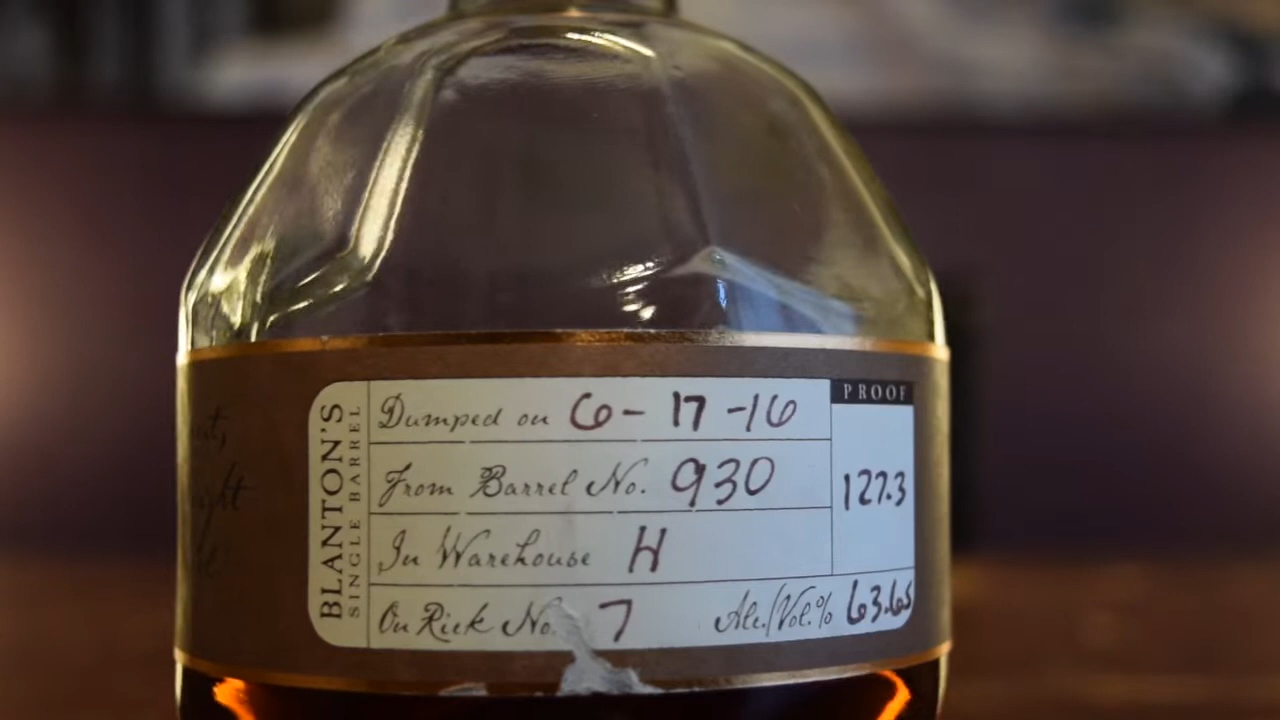 BLANTON'S
SINGLE BARREL
Dumped on 6-17-16
PROOF
127.3
From Barrel No. 930
In Warehouse H
On Rick No. 7
Alc./Vol.% 63.65